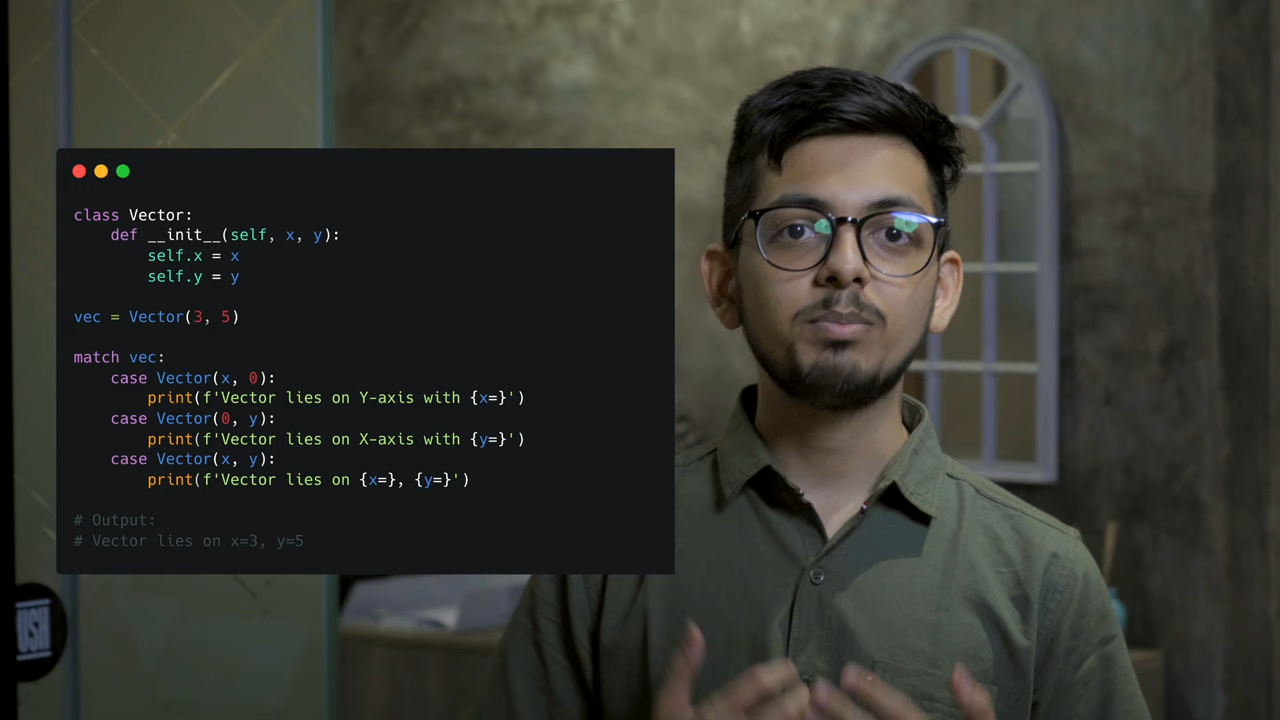 class Vector:
    def __init__(self, x, y):
        self.x = x
        self.y = y
vec = Vector(3, 5)
match vec:
    case Vector(x, 0):
        print(f'Vector lies on Y-axis with {x=}')
    case Vector(0, y):
        print(f'Vector lies on X-axis with {y=}')
    case Vector(x, y):
        print(f'Vector lies on {x=}, {y=}')
# Output:
# Vector lies on x=3, y=5
USH